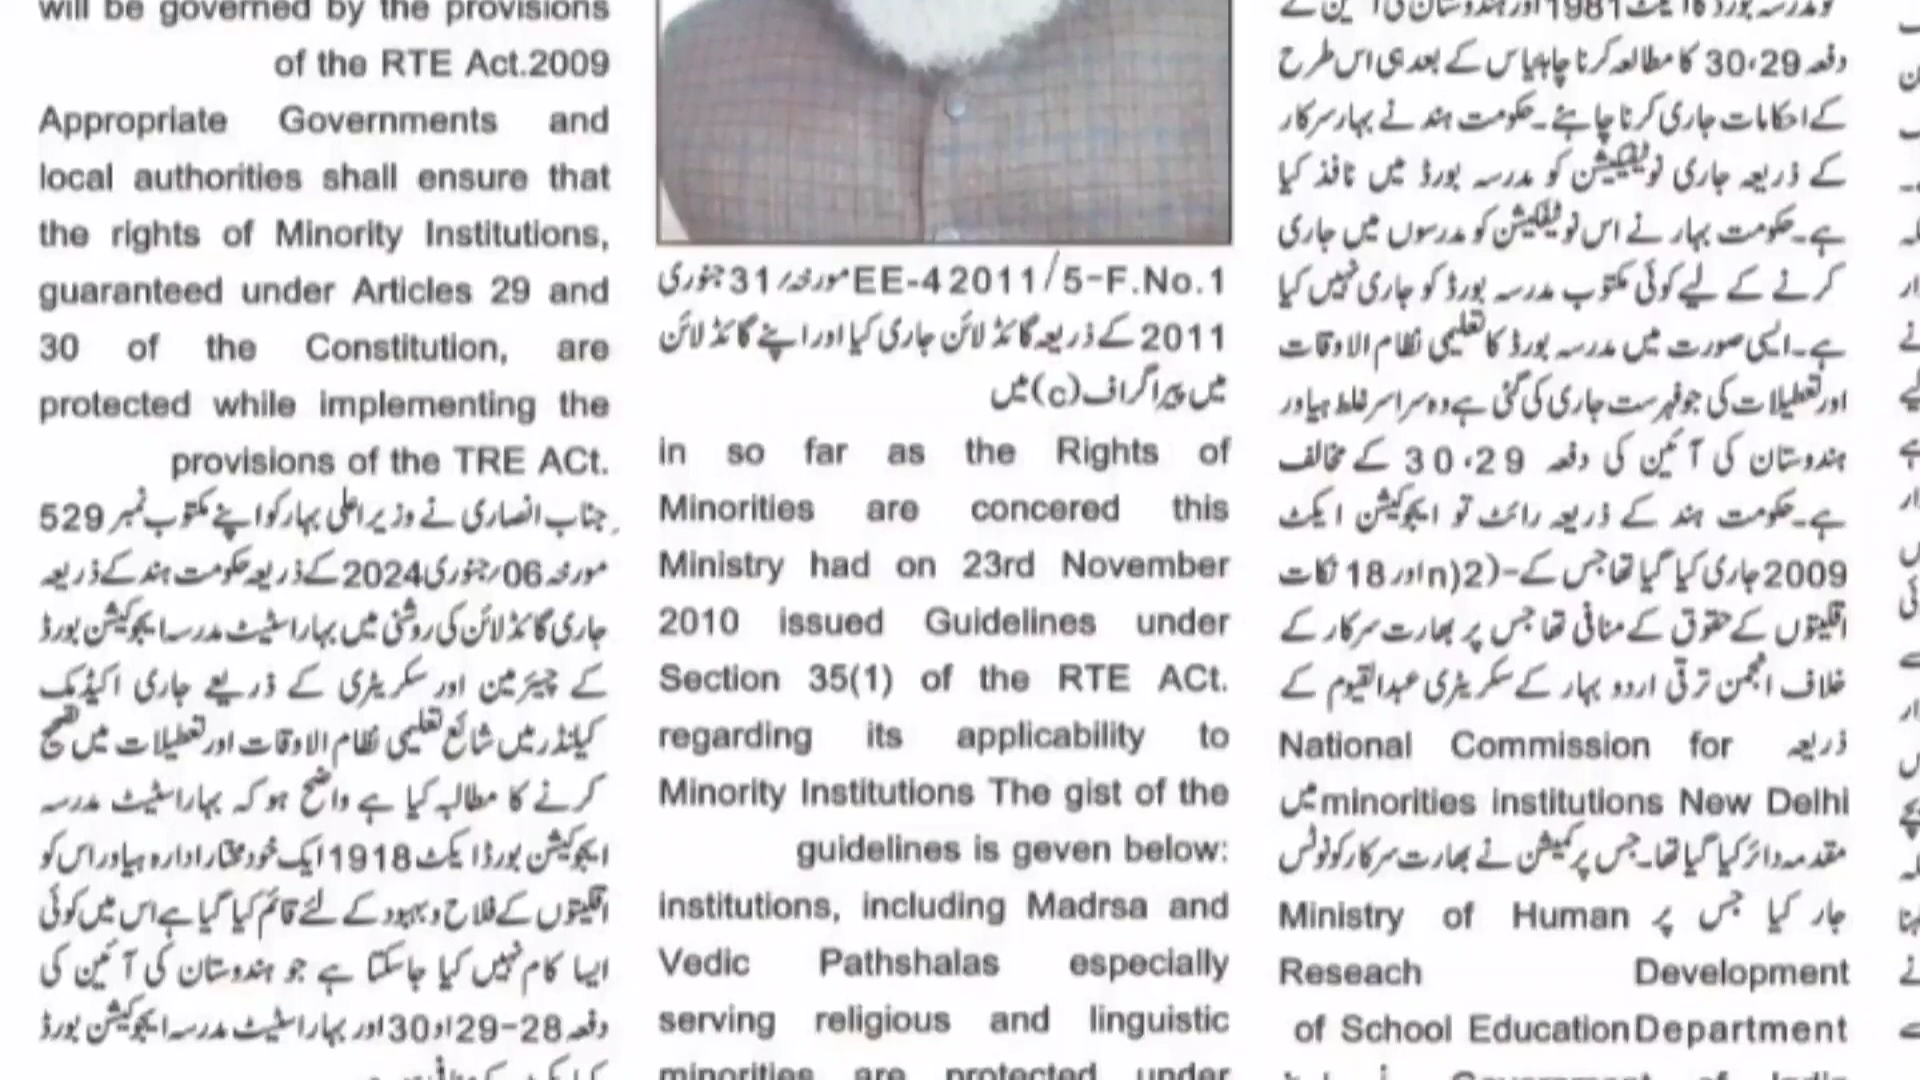 دفعہ 30،29 کا مطالعہ کرنا چاہیاس کے بعد ہی اس طرح
کے احکامات جاری کرنا چاہئے۔حکومت ہند نے بہار سرکار
کے ذریعہ جاری نوٹیفکیشن کو مدرسہ بورڈ میں نافذ کیا
ہے۔حکومت بہار نے اس نوٹیفکیشن کو مدرسوں میں جاری
کرنے کے لیے کوئی مکتوب مدرسہ بورڈ کو جاری نہیں کیا
ہے۔ایسی صورت میں مدرسہ بورڈ کا تعلیمی نظام الاوقات
اور تعطیلات کی جو فہرست جاری کی گئی ہے وہ سراسر غلط ہیاور
ہندوستان کی آئین کی دفعہ 30،29 کے مخالف
ہے۔حکومت ہند کے ذریعہ رائٹ تو ایجوکیشن ایکٹ
2009 جاری کیا گیا تھا جس کے-(2)n)اور 18 نکات
اقلیتوں کے حقوق کے منافی تھا جس پر بھارت سرکار کے
خلاف انجمن ترقی اردو بہار کے سکریٹری عبدالقیوم کے
ذریعہ National Commission for
minorities institutions New Delhi میں
مقدمہ دائر کیا گیا تھا۔جس پر کمیشن نے بھارت سرکار کو نوٹس
جار کیا جس پر Ministry of Human
Reseach Development
of School Education Department
EE-4 2011/5-F.No.1 مورخہ/31 جنوری
2011 کے ذریعہ گائڈ لائن جاری کیا اور اپنے گائڈ لائن
میں پیراگراف(c) میں
in so far as the Rights of
Minorities are concered this
Ministry had on 23rd November
2010 issued Guidelines under
Section 35(1) of the RTE ACt.
regarding its applicability to
Minority Institutions The gist of the
guidelines is geven below:
institutions, including Madrsa and
Vedic Pathshalas especially
serving religious and linguistic
minorities are protected under
will be governed by the provisions
of the RTE Act.2009
Appropriate Governments and
local authorities shall ensure that
the rights of Minority Institutions,
guaranteed under Articles 29 and
30 of the Constitution, are
protected while implementing the
provisions of the TRE ACt.
جناب انصاری نے وزیر اعلی بہار کو اپنے مکتوب نمبر 529
مورخہ 06/جنوری 2024 کے ذریعہ حکومت ہند کے ذریعہ
جاری گائڈ لائن کی روشنی میں بہار اسٹیٹ مدرسہ ایجوکیشن بورڈ
کے چیئرمین اور سکریٹری کے ذریعے جاری اکیڈمک
کیلنڈر میں شائع تعلیمی نظام الاوقات اور تعطیلات میں تصحیح
کرنے کا مطالبہ کیا ہے واضح ہو کہ بہار اسٹیٹ مدرسہ
ایجوکیشن بورڈ ایکٹ 1918 ایک خود مختار ادارہ ہیاور اس کو
اقلیتوں کے فلاح و بہبود کے لئے قائم کیا گیا ہے اس میں کوئی
ایسا کام نہیں کیا جاسکتا ہے جو ہندوستان کی آئین کی
دفعہ 28-29 او 30 اور بہار اسٹیٹ مدرسہ ایجوکیشن بورڈ